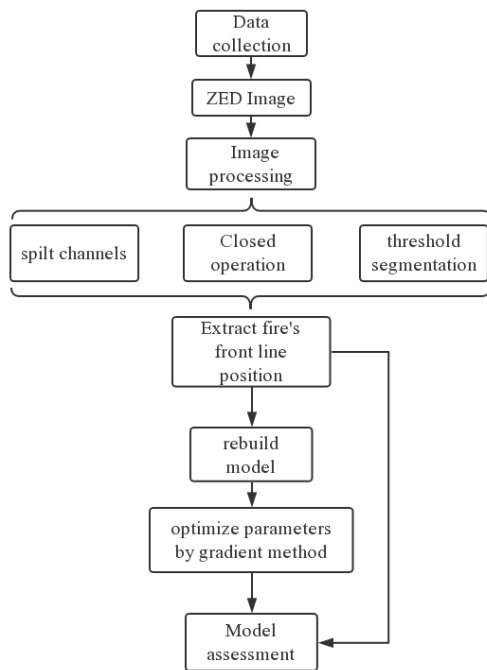 Data
collection
ZED Image
Image
processing
spilt channels
Closed
operation
threshold
segmentation
Extract fire's
front line
position
rebuild
model
optimize parameters
by gradient method
Model
assessment